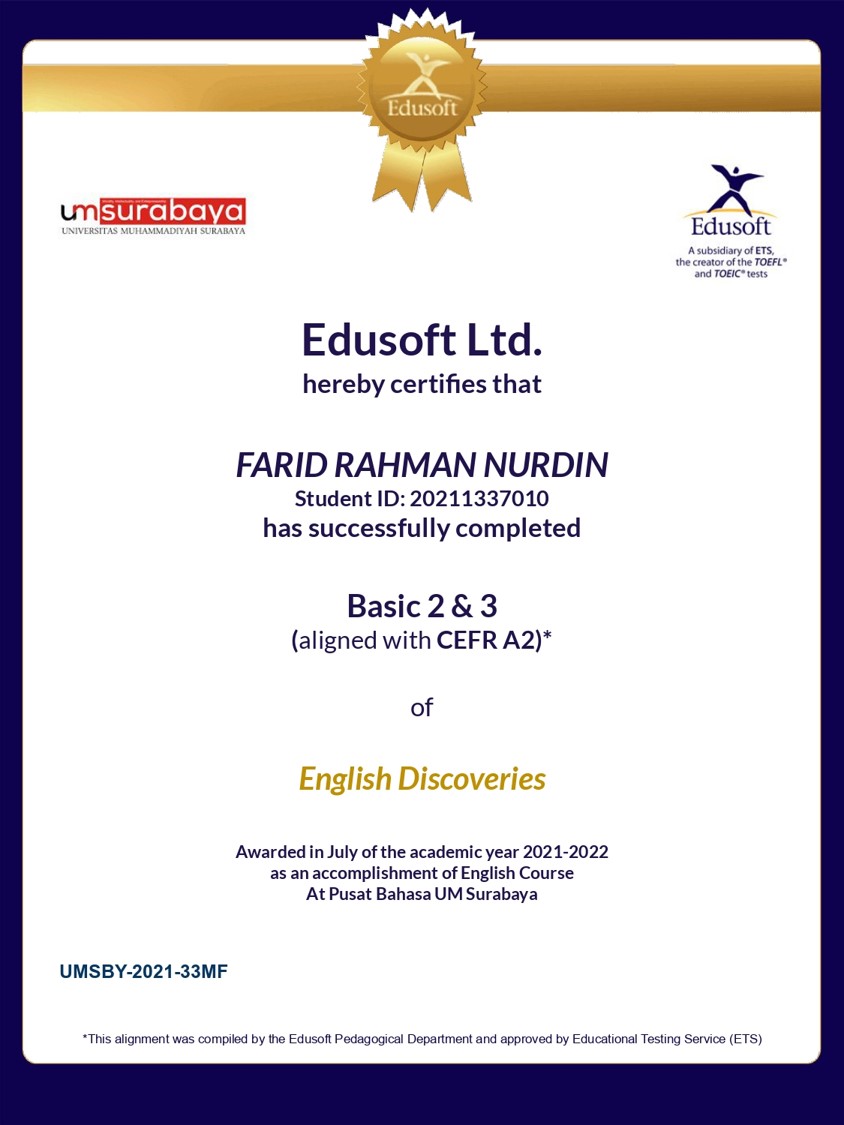 Edusoft
umsurabaya
UNIVERSITAS MUHAMMADIYAH SURABAYA
Edusoft
A subsidiary of ETS,
the creator of the TOEFL®
and TOEIC® tests
Edusoft Ltd.
hereby certifies that
FARID RAHMAN NURDIN
Student ID: 20211337010
has successfully completed
Basic 2 & 3
(aligned with CEFR A2)*
of
English Discoveries
Awarded in July of the academic year 2021-2022
as an accomplishment of English Course
At Pusat Bahasa UM Surabaya
UMSBY-2021-33MF
*This alignment was compiled by the Edusoft Pedagogical Department and approved by Educational Testing Service (ETS)